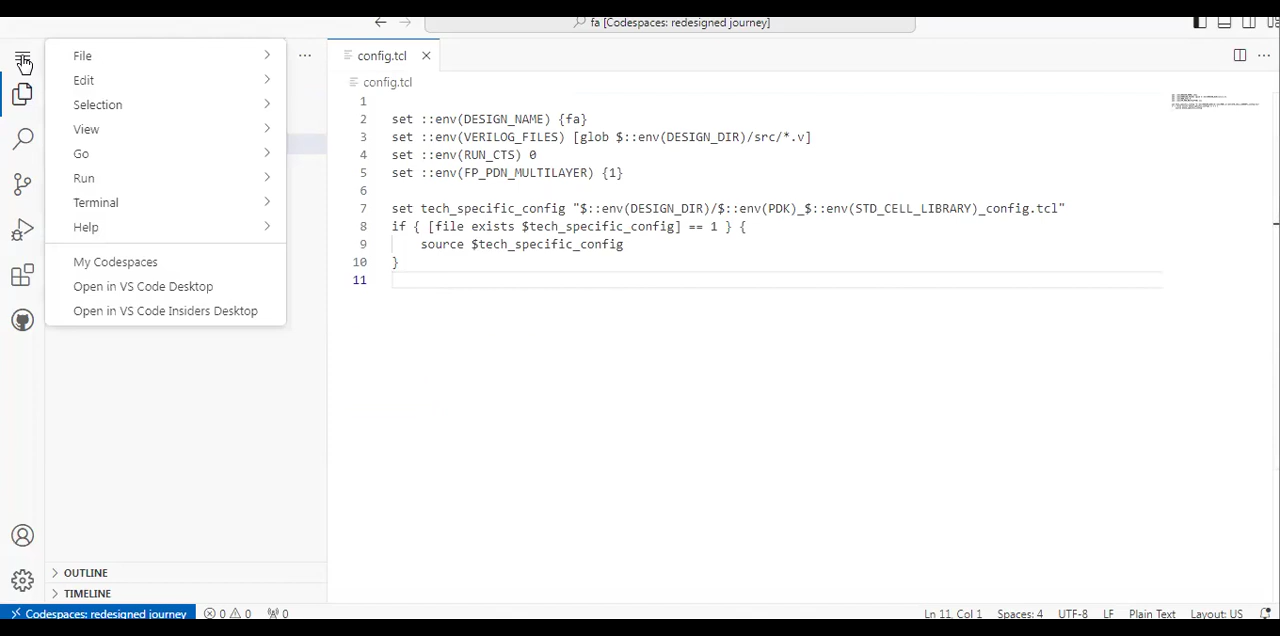 fa [Codespaces: redesigned journey]
File
Edit
Selection
View
Go
Run
Terminal
Help
My Codespaces
Open in VS Code Desktop
Open in VS Code Insiders Desktop
OUTLINE
TIMELINE
config.tcl
config.tcl
1
2 set ::env(DESIGN_NAME) {fa}
3 set ::env(VERILOG_FILES) [glob $::env(DESIGN_DIR)/src/*.v]
4 set ::env(RUN_CTS) 0
5 set ::env(FP_PDN_MULTILAYER) {1}
6
7 set tech_specific_config "$::env(DESIGN_DIR)/$::env(PDK)_$::env(STD_CELL_LIBRARY)_config.tcl"
8 if { [file exists $tech_specific_config] == 1 } {
9 source $tech_specific_config
10 }
11
Codespaces: redesigned journey 0 0 0 Ln 11, Col 1 Spaces: 4 UTF-8 LF Plain Text Layout: US